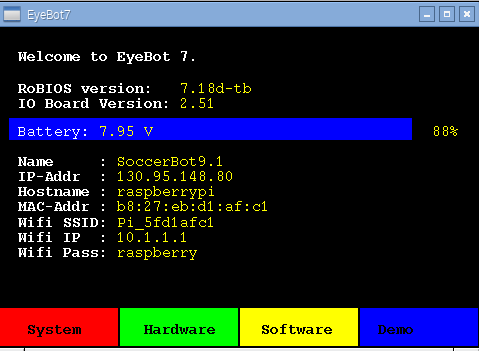 EyeBot7
Welcome to EyeBot 7.
RoBIOS version: 7.18d-tb
IO Board Version: 2.51
Battery: 7.95 V 88%
Name : SoccerBot9.1
IP-Addr : 130.95.148.80
Hostname : raspberrypi
MAC-Addr : b8:27:eb:d1:af:c1
Wifi SSID: Pi_5fd1afc1
Wifi IP : 10.1.1.1
Wifi Pass: raspberry
System Hardware Software Demo